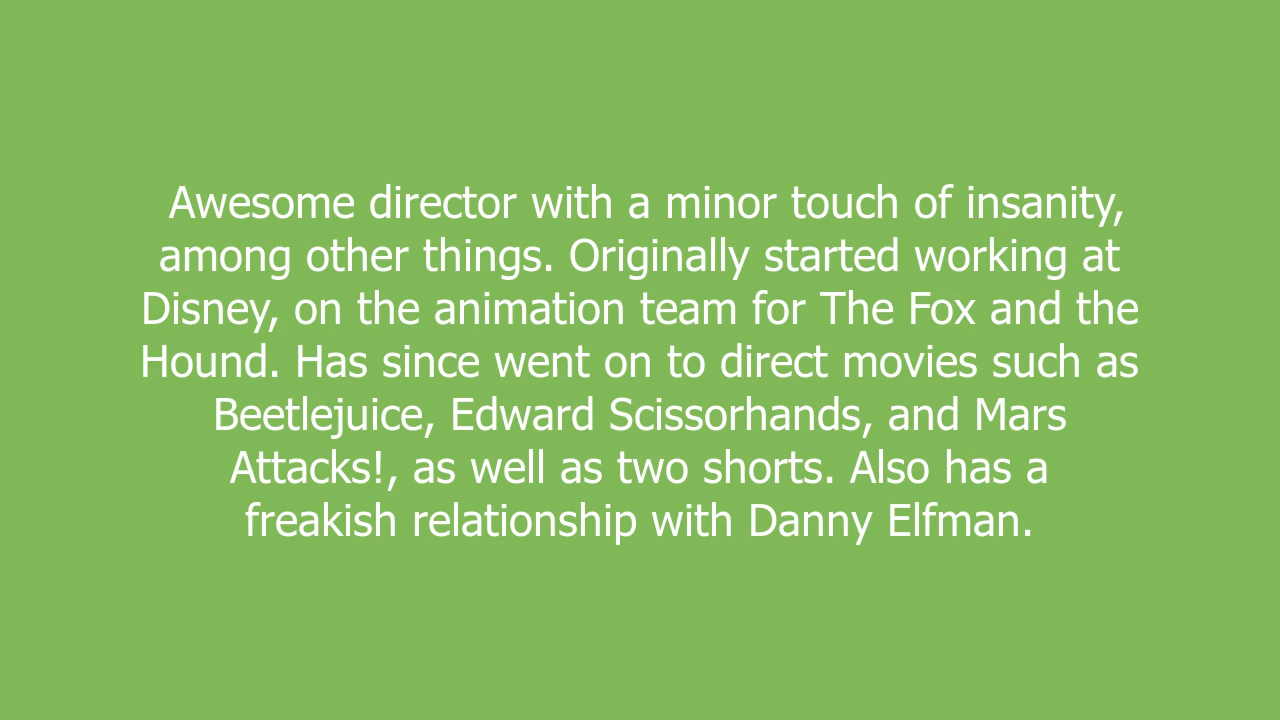 Awesome director with a minor touch of insanity,
among other things. Originally started working at
Disney, on the animation team for The Fox and the
Hound. Has since went on to direct movies such as
Beetlejuice, Edward Scissorhands, and Mars
Attacks!, as well as two shorts. Also has a
freakish relationship with Danny Elfman.